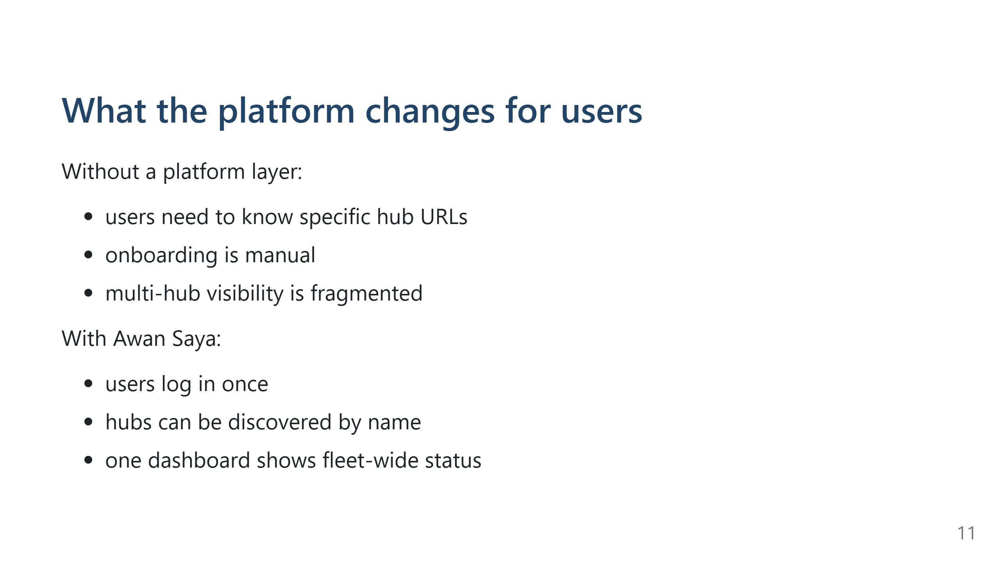 What the platform changes for users
Without a platform layer:
• users need to know specific hub URLs
• onboarding is manual
• multi-hub visibility is fragmented
With Awan Saya:
• users log in once
• hubs can be discovered by name
• one dashboard shows fleet-wide status
11